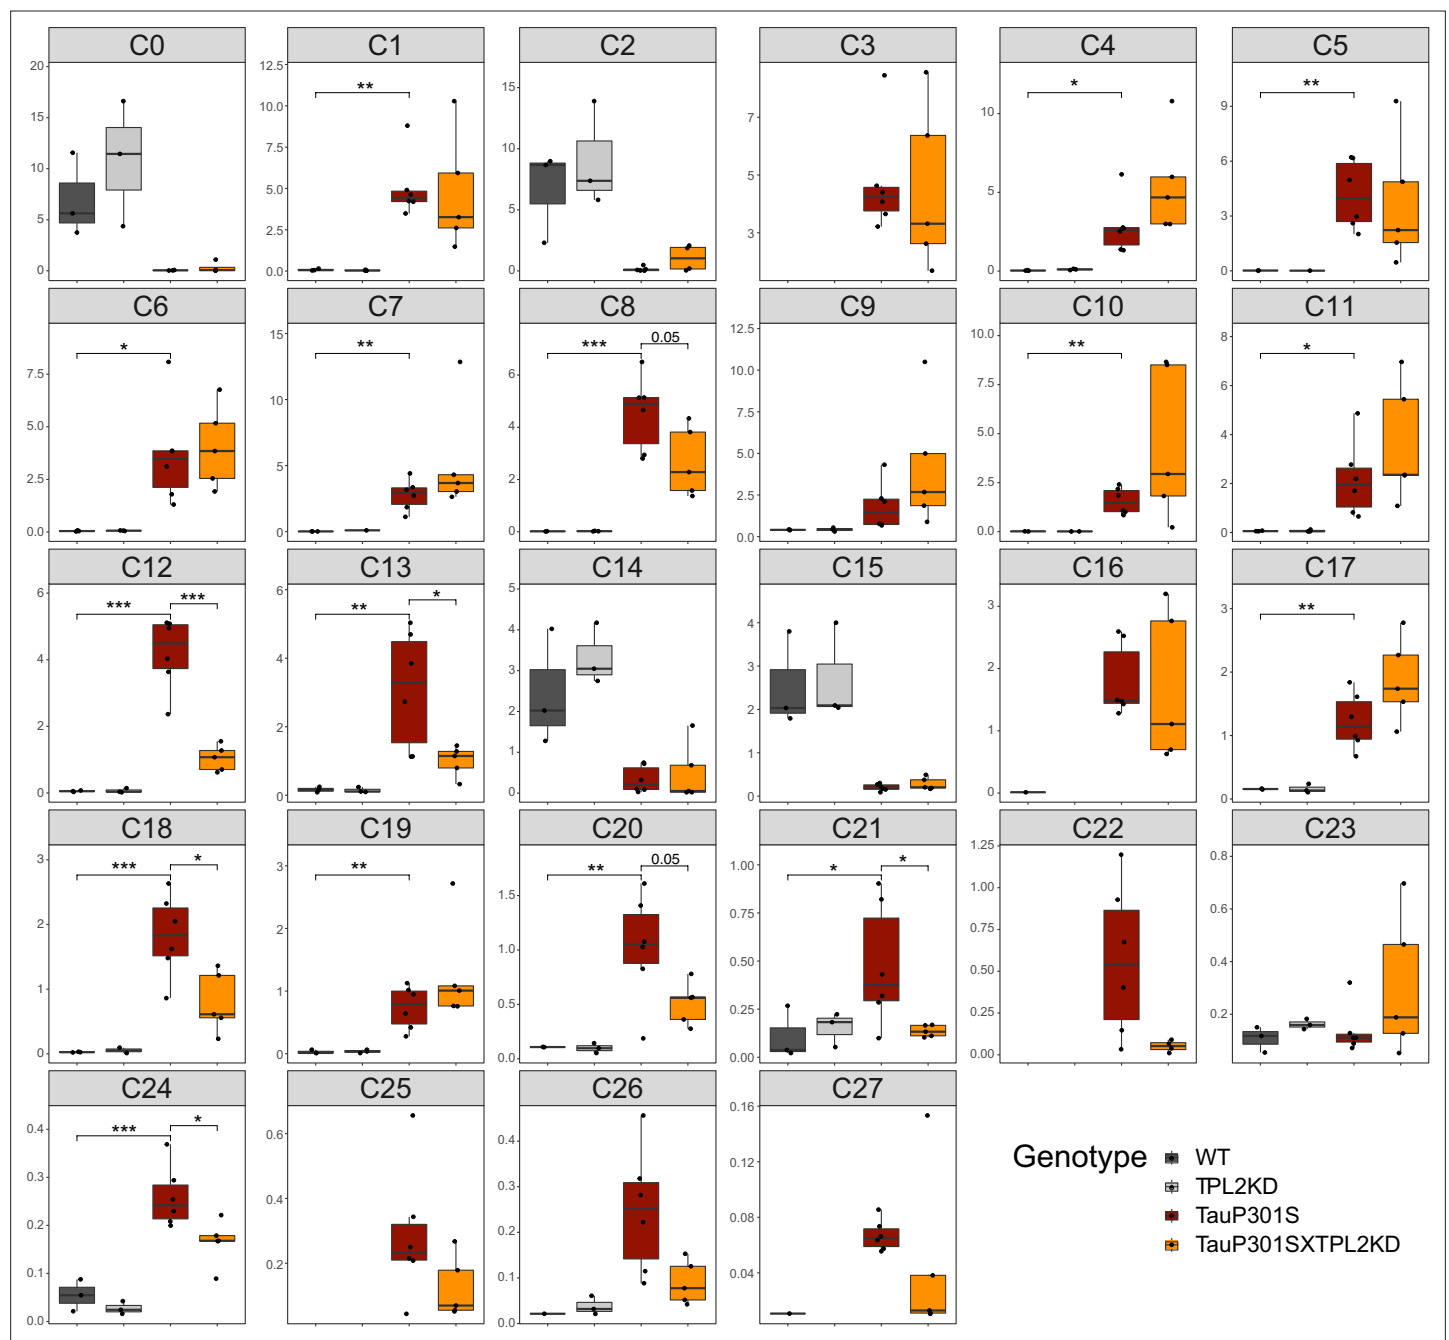 C0 C1 C2 C3 C4 C5
20 15 10 5 0
12.5 10.0 7.5 5.0 2.5 0.0 **
15 10 5 0
7 5 3
10 5 0 *
9 6 3 0 **
C6 C7 C8 C9 C10 C11
7.5 5.0 2.5 0.0 *
15 10 5 0 **
6 4 2 0 *** 0.05
12.5 10.0 7.5 5.0 2.5 0.0
10.0 7.5 5.0 2.5 0.0 **
8 6 4 2 0 *
C12 C13 C14 C15 C16 C17
6 4 2 0 *** ***
6 4 2 0 ** *
5 4 3 2 1 0
4 3 2 1 0
3 2 1 0
3 2 1 0 **
C18 C19 C20 C21 C22 C23
3 2 1 0 *** *
3 2 1 0 **
1.5 1.0 0.5 0.0 ** 0.05
1.00 0.75 0.50 0.25 0.00 * *
1.25 1.00 0.75 0.50 0.25 0.00
0.8 0.6 0.4 0.2
C24 C25 C26 C27
0.4 0.3 0.2 0.1 0.0 *** *
0.6 0.4 0.2
0.4 0.3 0.2 0.1 0.0
0.16 0.12 0.08 0.04
Genotype
WT
TPL2KD
TauP301S
TauP301SXTPL2KD